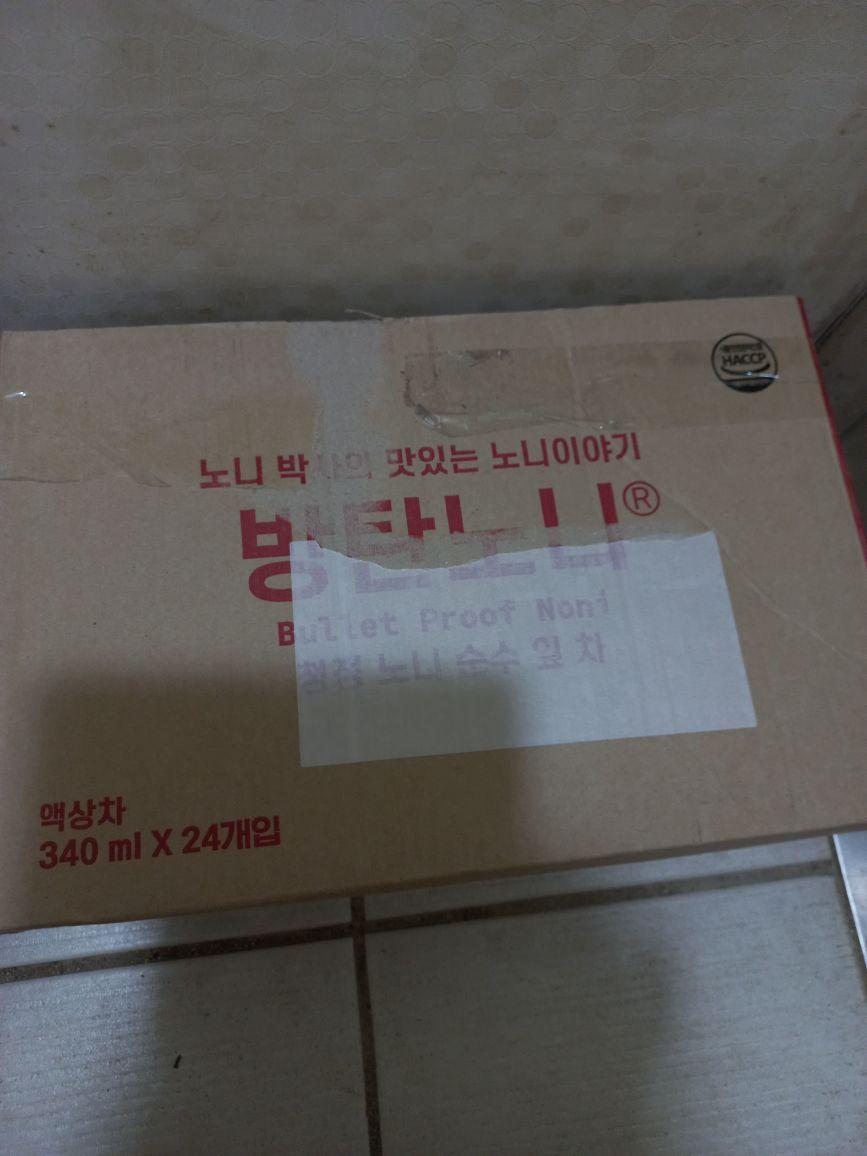 HACCP
노니 박사의 맛있는 노니이야기
방탄노니®
Bullet Proof Noni
청정 노니 순수 잎 차
액상차
340 ml X 24개입